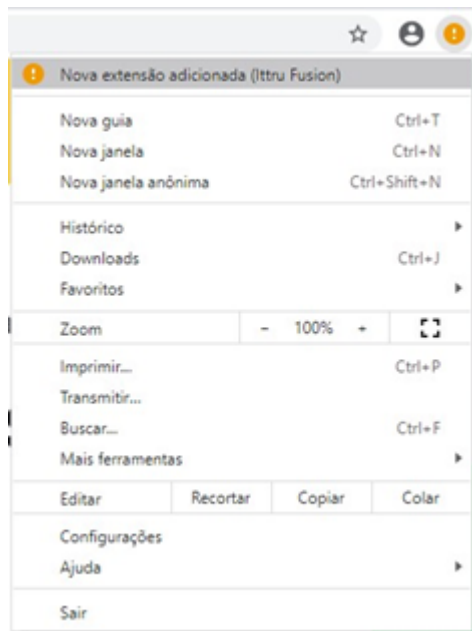 Nova extensão adicionada (Ittru Fusion)
Nova guia Ctrl+T
Nova janela Ctrl+N
Nova janela anônima Ctrl+Shift+N
Histórico
Downloads Ctrl+J
Favoritos
Zoom - 100% +
Imprimir... Ctrl+P
Transmitir...
Buscar... Ctrl+F
Mais ferramentas
Editar Recortar Copiar Colar
Configurações
Ajuda
Sair